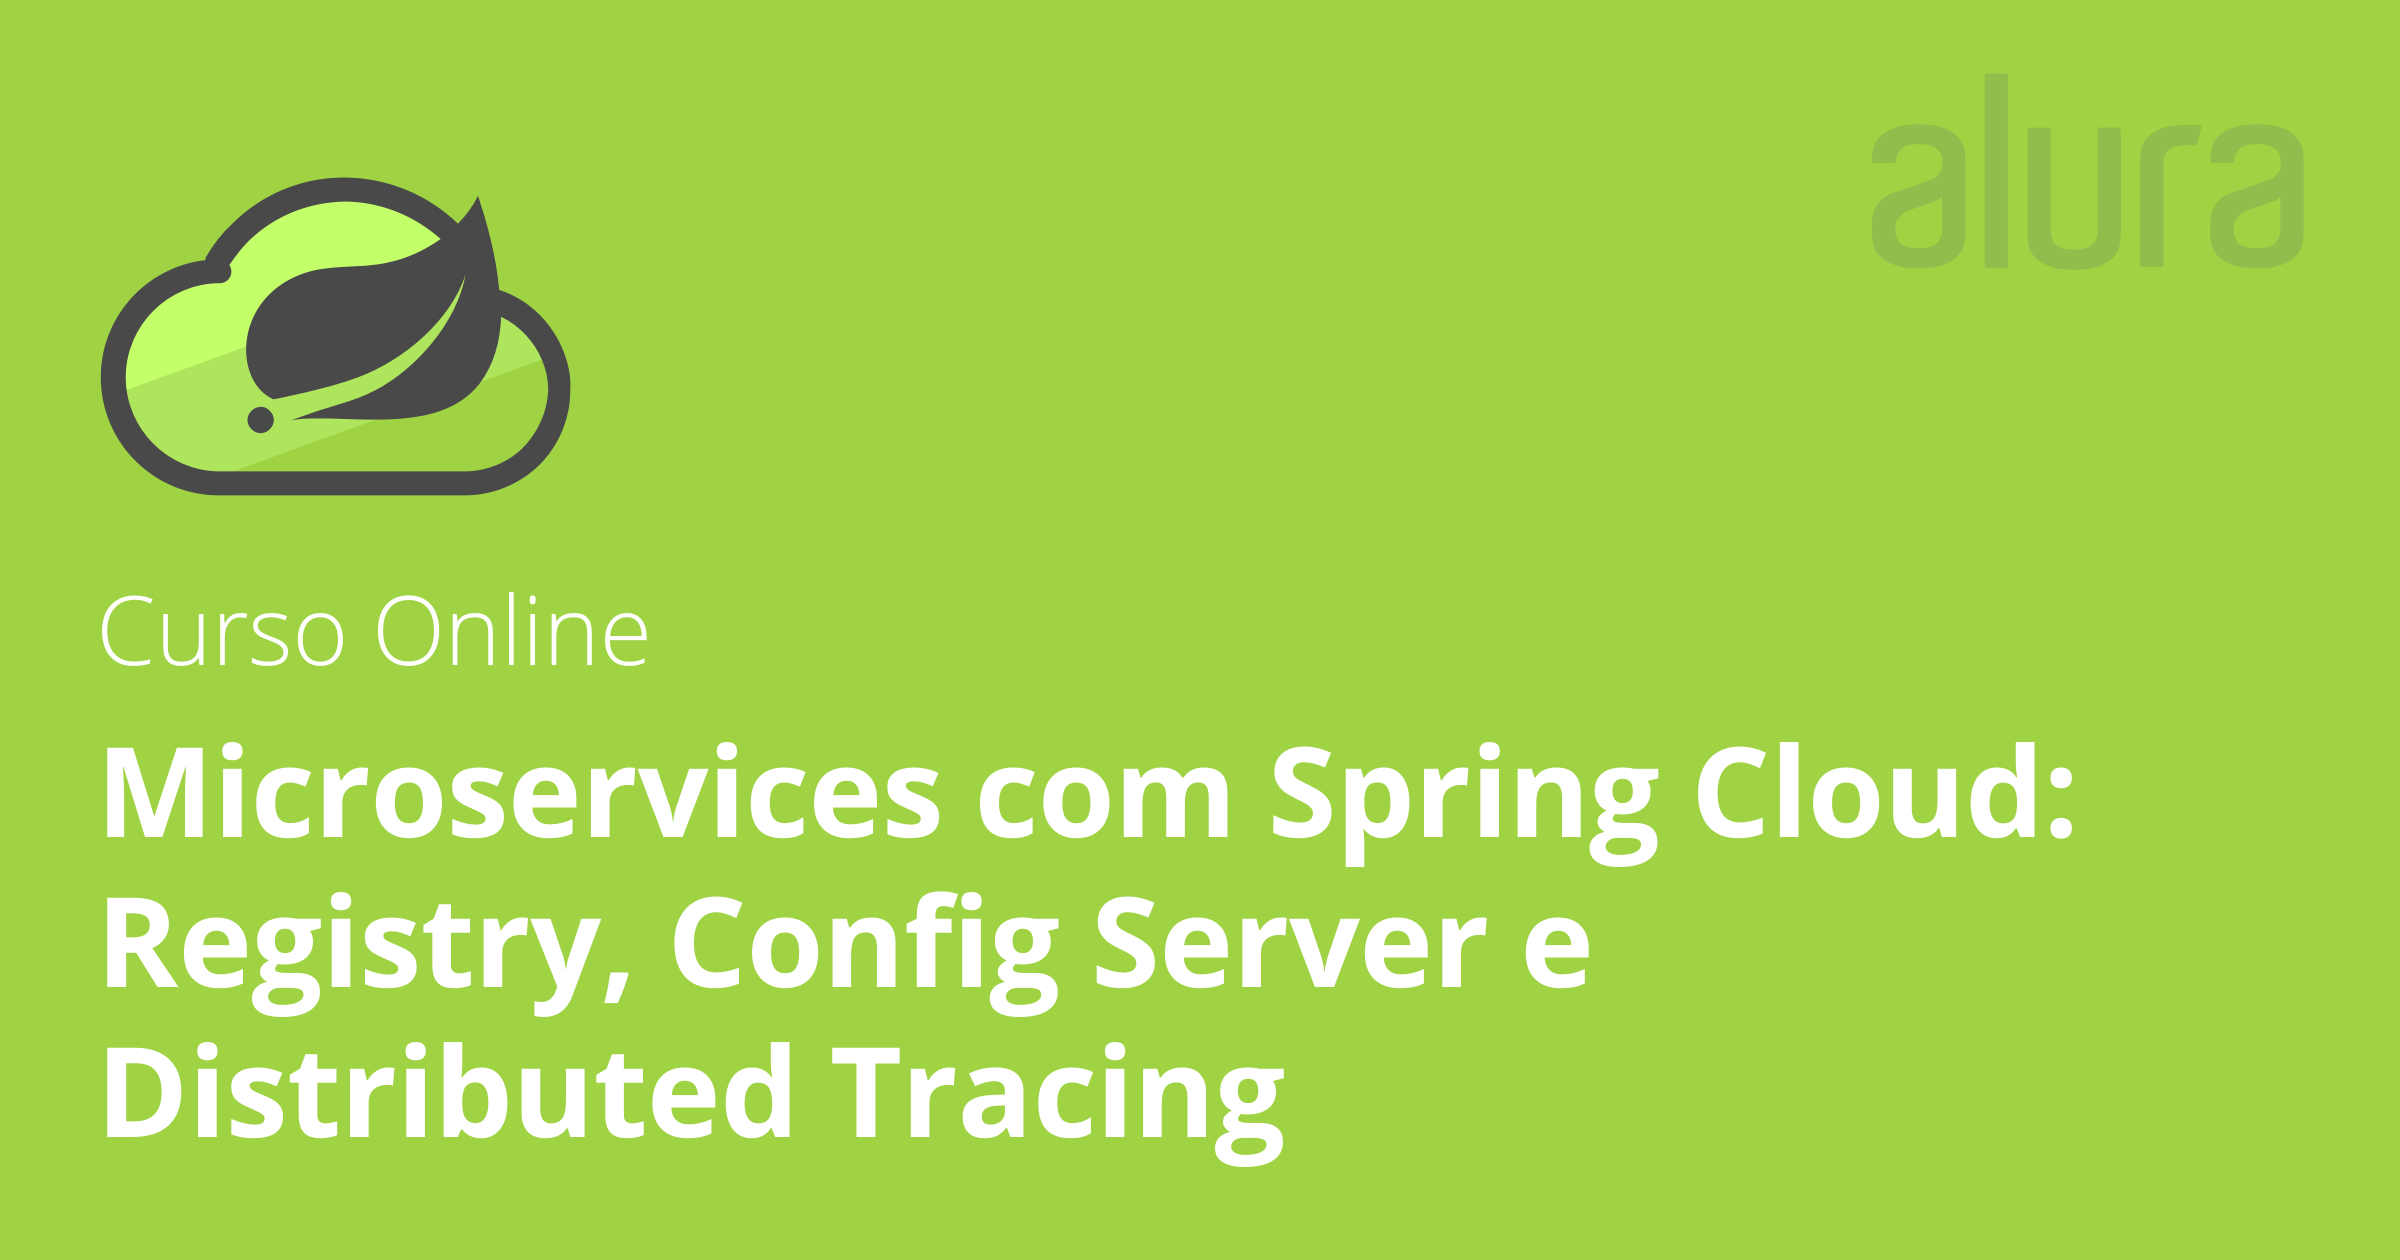 alura
Curso Online
Microservices com Spring Cloud:
Registry, Config Server e
Distributed Tracing